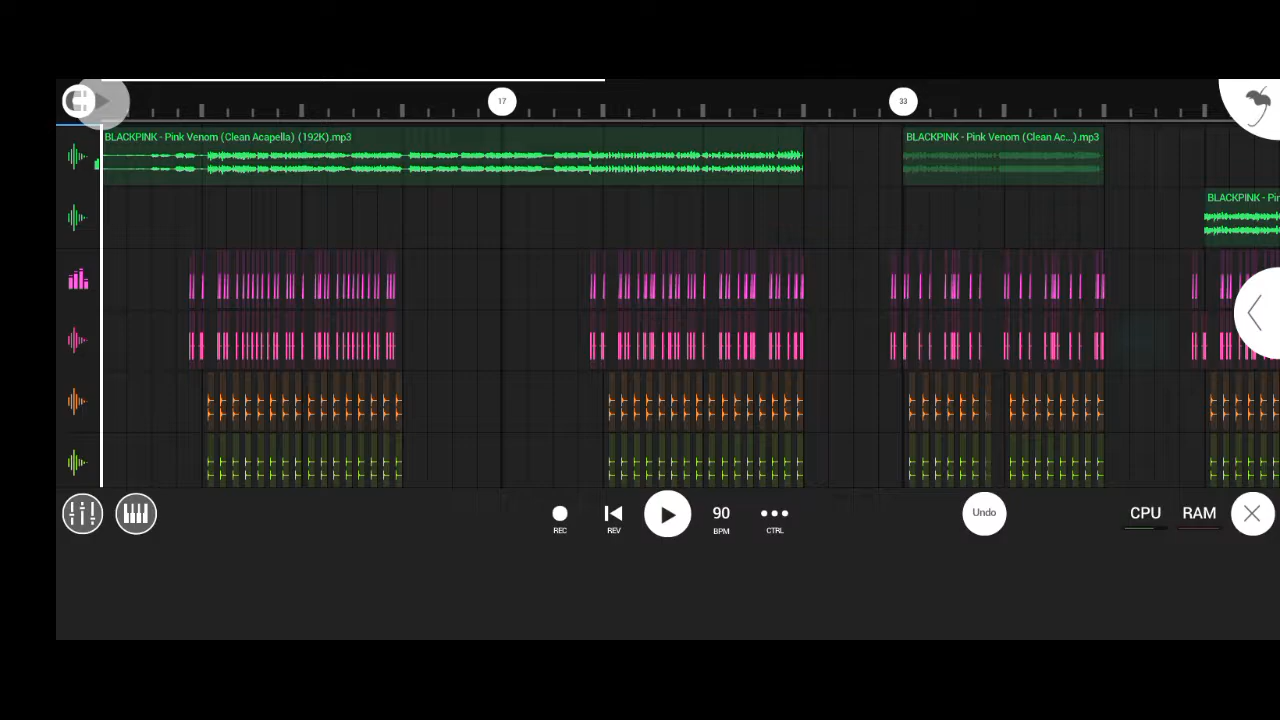 17
33
BLACKPINK - Pink Venom (Clean Acapella) (192K).mp3
BLACKPINK - Pink Venom (Clean Ac...).mp3
BLACKPINK - Pin
90
Undo
CPU
RAM
REC
REV
BPM
CTRL